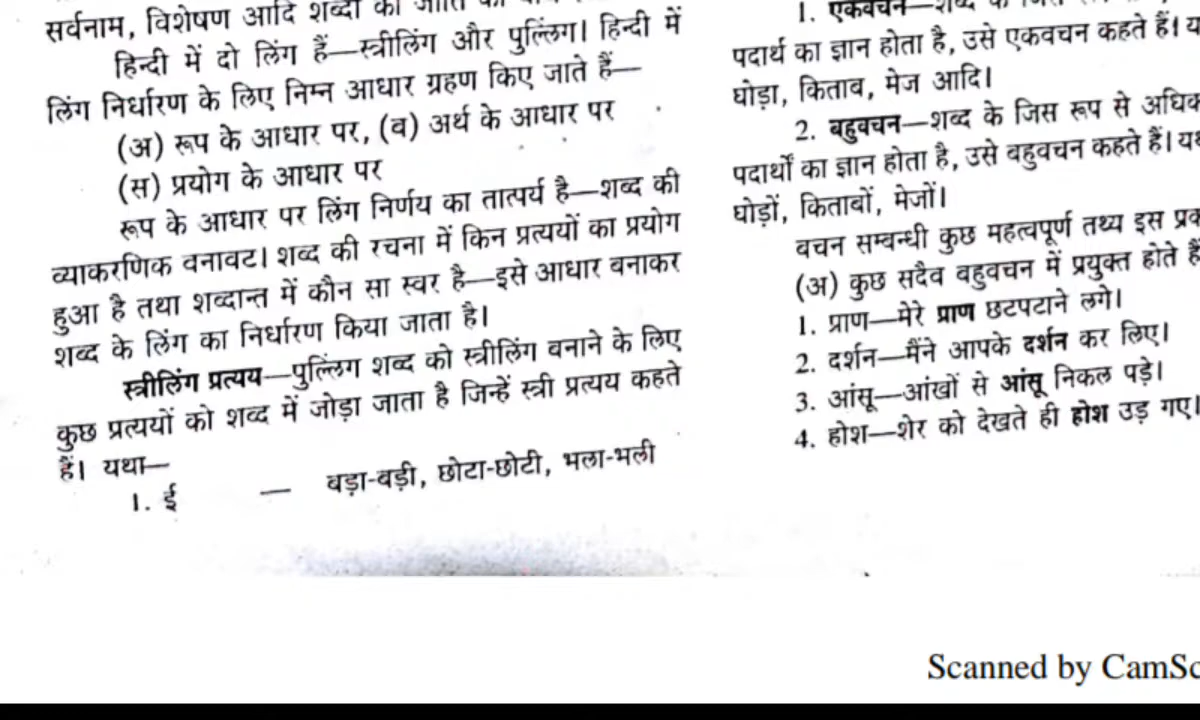 सर्वनाम, विशेषण आदि शब्दों की जाति का
हिन्दी में दो लिंग हैं—स्त्रीलिंग और पुल्लिंग। हिन्दी में
लिंग निर्धारण के लिए निम्न आधार ग्रहण किए जाते हैं—
(अ) रूप के आधार पर, (ब) अर्थ के आधार पर
(स) प्रयोग के आधार पर
रूप के आधार पर लिंग निर्णय का तात्पर्य है—शब्द की
व्याकरणिक बनावट। शब्द की रचना में किन प्रत्ययों का प्रयोग
हुआ है तथा शब्दान्त में कौन सा स्वर है—इसे आधार बनाकर
शब्द के लिंग का निर्धारण किया जाता है।
स्त्रीलिंग प्रत्यय—पुल्लिंग शब्द को स्त्रीलिंग बनाने के लिए
कुछ प्रत्ययों को शब्द में जोड़ा जाता है जिन्हें स्त्री प्रत्यय कहते
हैं। यथा—
1. ई — बड़ा-बड़ी, छोटा-छोटी, भला-भली
1. एकवचन—शब्द के जिस
पदार्थ का ज्ञान होता है, उसे एकवचन कहते हैं। य
घोड़ा, किताब, मेज आदि।
2. बहुवचन—शब्द के जिस रूप से अधिक
पदार्थों का ज्ञान होता है, उसे बहुवचन कहते हैं। यथ
घोड़ों, किताबों, मेजों।
वचन सम्बन्धी कुछ महत्वपूर्ण तथ्य इस प्रक
(अ) कुछ सदैव बहुवचन में प्रयुक्त होते हैं
1. प्राण—मेरे प्राण छटपटाने लगे।
2. दर्शन—मैंने आपके दर्शन कर लिए।
3. आंसू—आंखों से आंसू निकल पड़े।
4. होश—शेर को देखते ही होश उड़ गए।
Scanned by CamSc